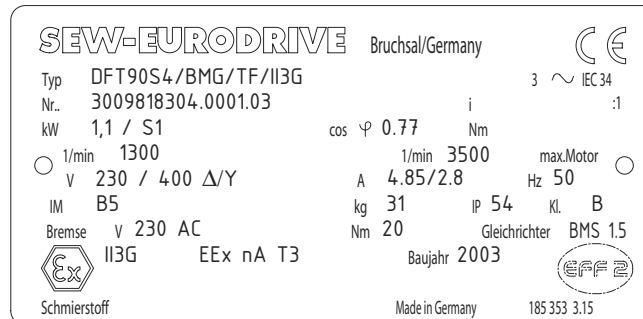 SEW-EURODRIVE Bruchsal/Germany CE
Typ DFT90S4/BMG/TF/II3G 3 ~ IEC 34
Nr.. 3009818304.0001.03 i :1
kW 1,1 / S1 cos φ 0.77 Nm
1/min 1300 1/min 3500 max.Motor
V 230 / 400 Δ/Y A 4.85/2.8 Hz 50
IM B5 kg 31 IP 54 Kl. B
Bremse V 230 AC Nm 20 Gleichrichter BMS 1.5
Ex II3G EEx nA T3 Baujahr 2003 EFF 2
Schmierstoff Made in Germany 185 353 3.15